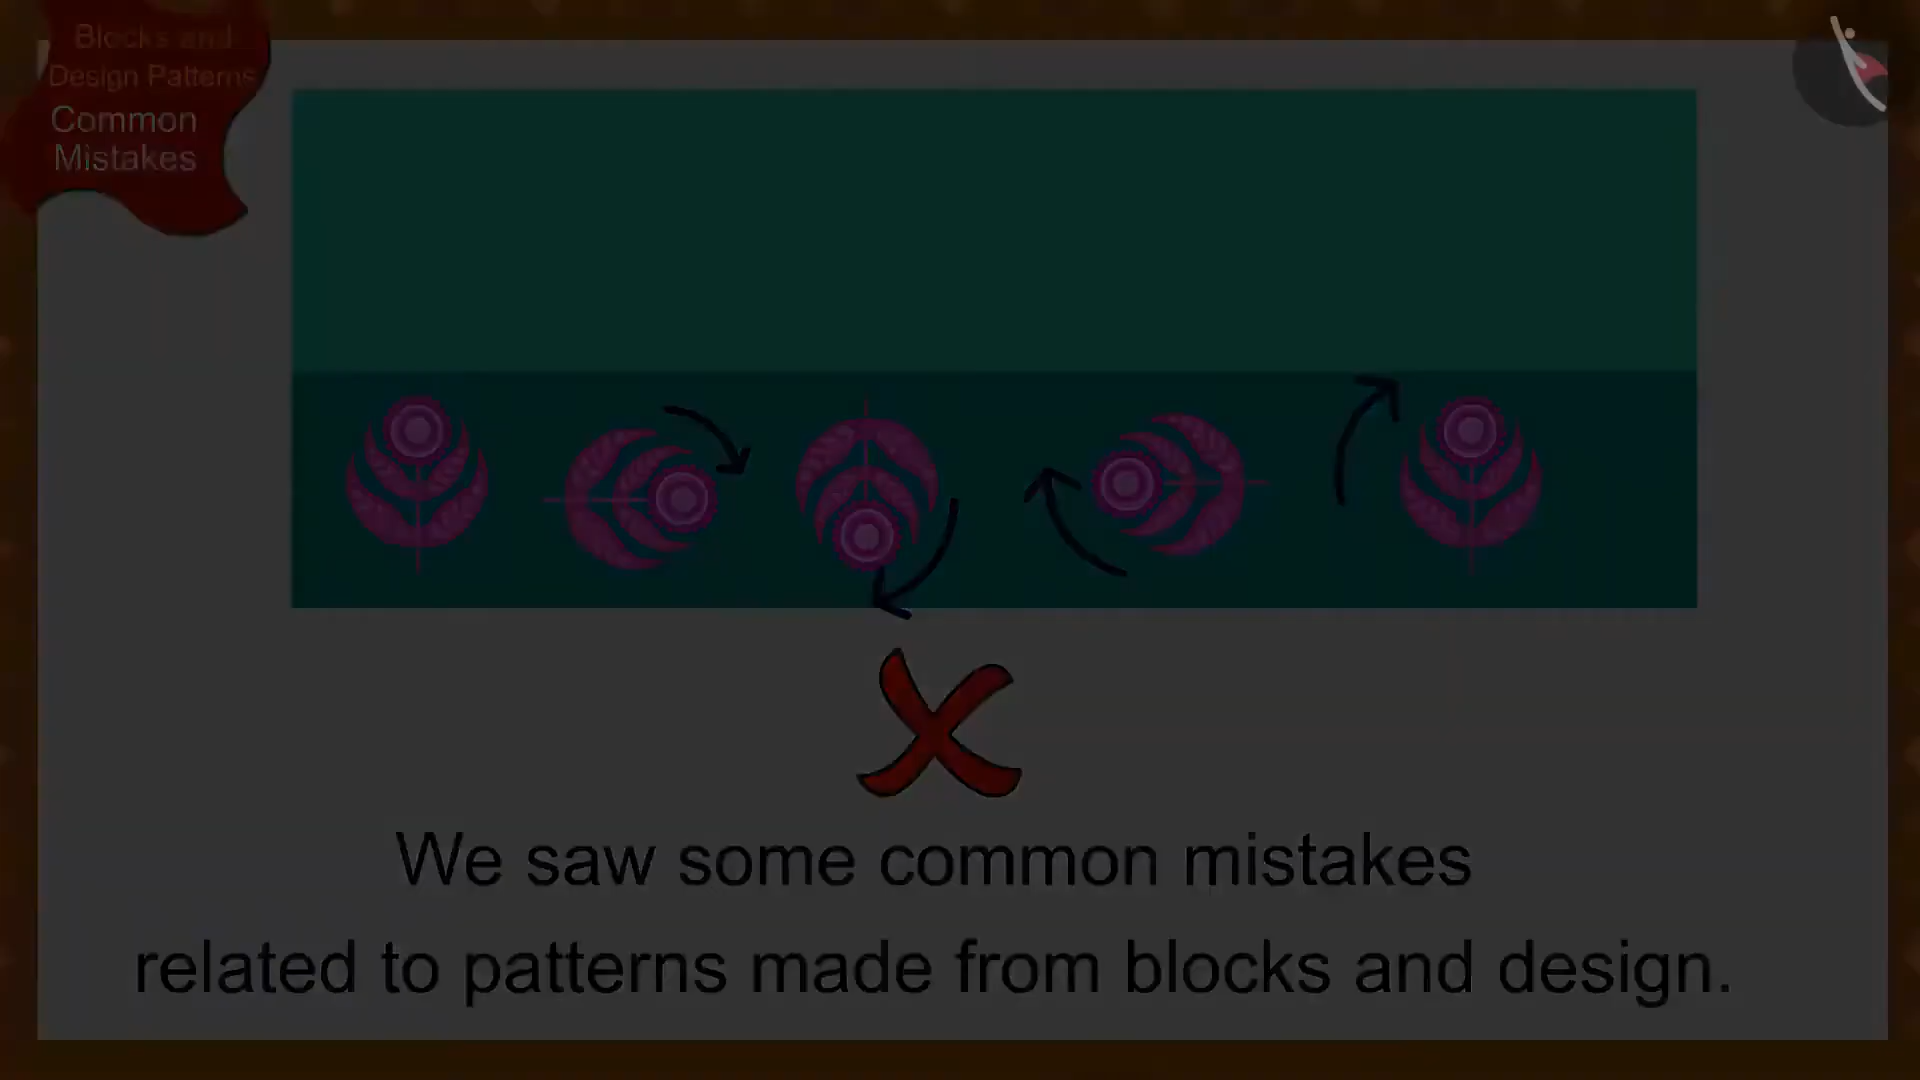 Blocks and
Design Patterns
Common
Mistakes
We saw some common mistakes
related to patterns made from blocks and design.